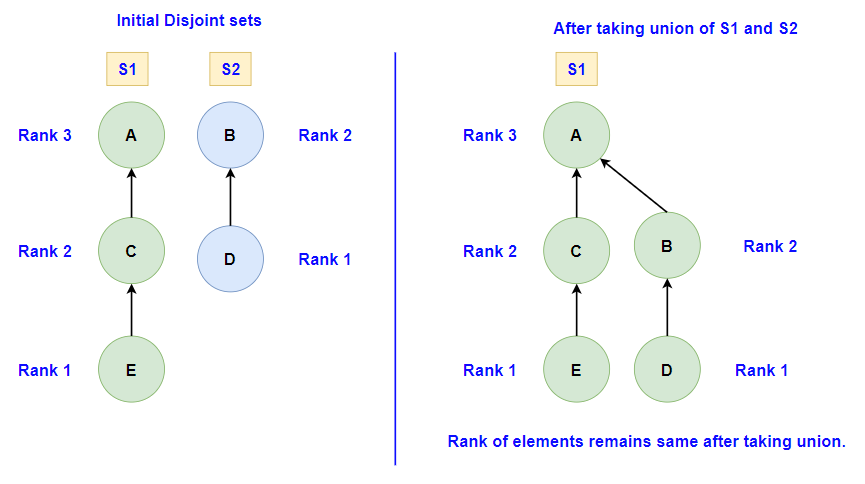 Initial Disjoint sets
S1
S2
Rank 3
A
B
Rank 2
Rank 2
C
D
Rank 1
Rank 1
E
After taking union of S1 and S2
S1
Rank 3
A
Rank 2
C
B
Rank 2
Rank 1
E
D
Rank 1
Rank of elements remains same after taking union.